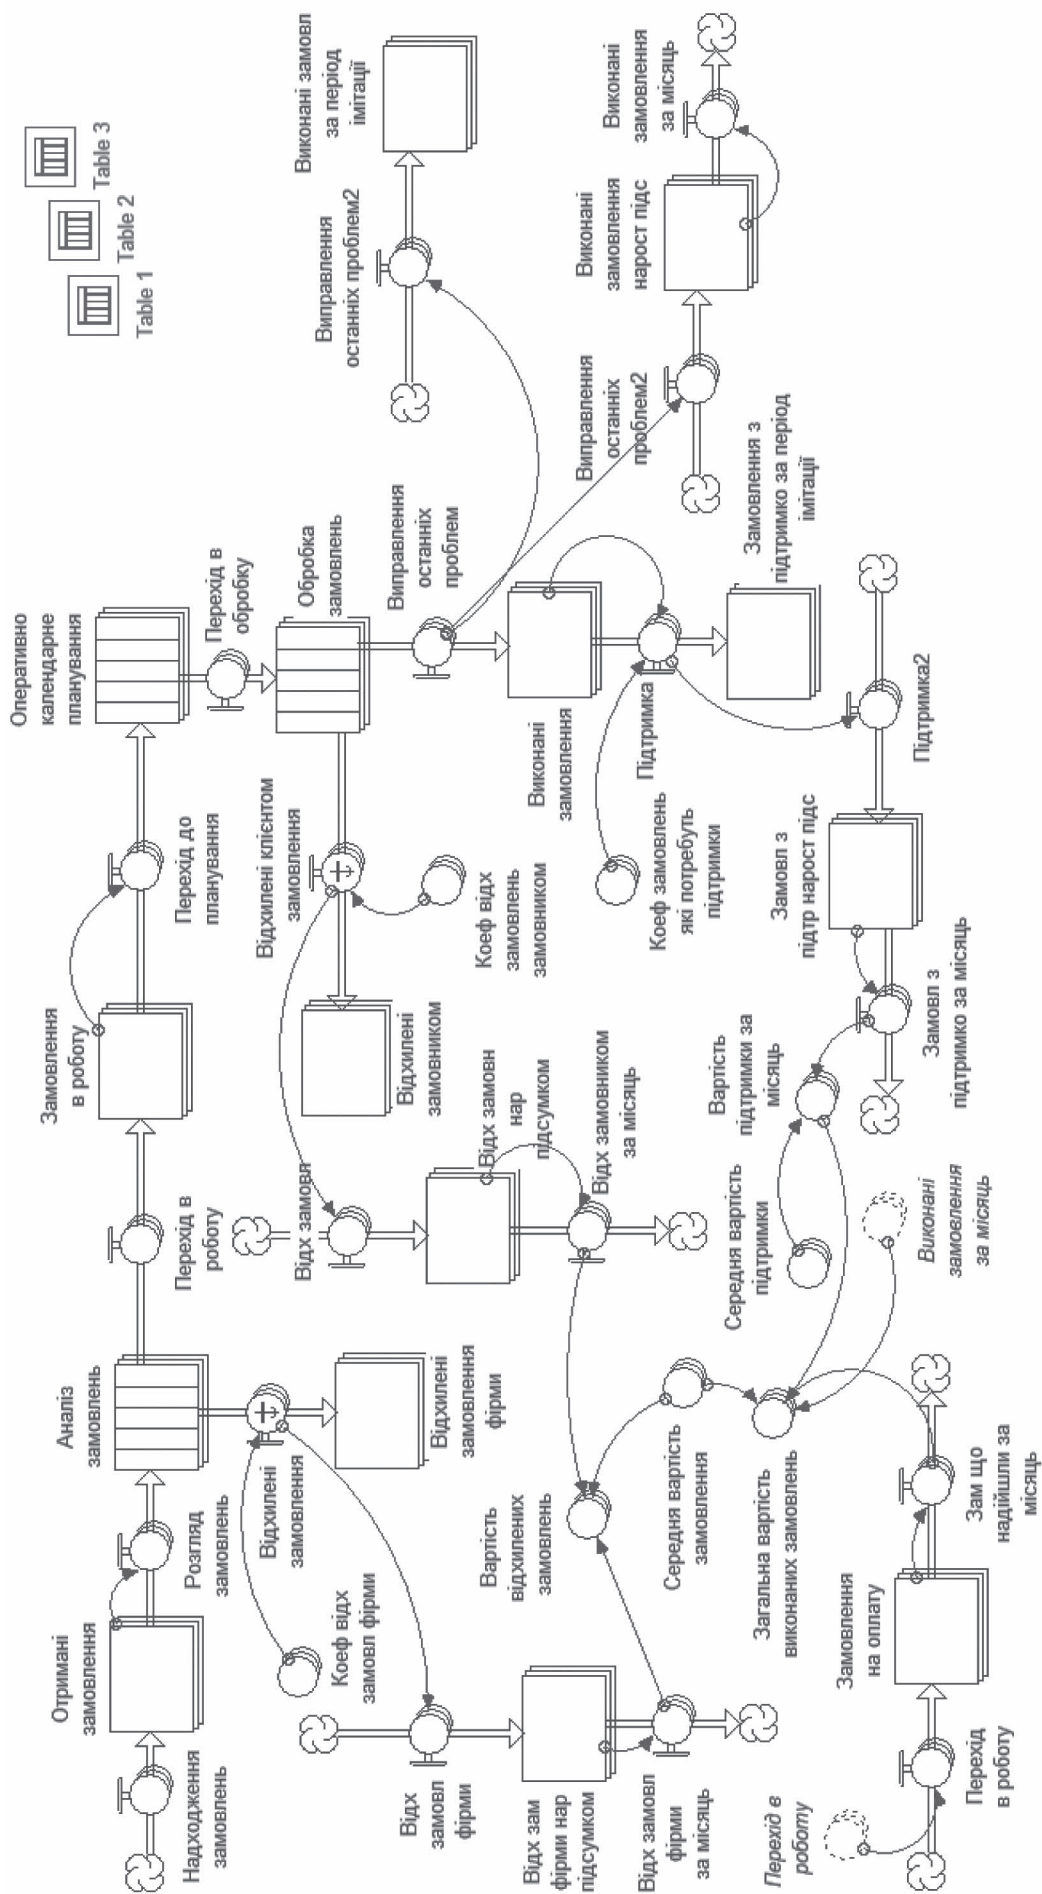 Надходження
замовлень
Отримані
замовлення
Розгляд
замовлень
Аналіз
замовлень
Перехід в
роботу
Замовлення
в роботу
Перехід до
планування
Оперативно
календарне
планування
Перехід в
обробку
Обробка
замовлень
Table 1
Table 2
Table 3
Коеф відх
замовл фірми
Відхилені
замовлення
Відхилені
замовлення
фірми
Відхилені клієнтом
замовлення
Коеф відх
замовлень
замовником
Відхилені
замовником
Виправлення
останніх
проблем
Виправлення
останніх проблем2
Виконані замовл
за період
імітації
Виправлення
останніх
проблем2
Виконані
замовлення
нарост підс
Виконані
замовлення
за місяць
Виконані
замовлення
Підтримка
Коеф замовлень
які потребуть
підтримки
Замовлення з
підтримко за період
імітації
Підтримка2
Замовл з
підтр нарост підс
Замовл з
підтримко за місяць
Вартість
підтримки за
місяць
Середня вартість
підтримки
Виконані
замовлення
за місяць
Відх замовл
Відх замовн
нар
підсумком
Відх замовником
за місяць
Відх
замовл
фірми
Відх зам
фірми нар
підсумком
Відх замовл
фірми
за місяць
Вартість
відхилених
замовлень
Середня вартість
замовлення
Загальна вартість
виконаних замовлень
Перехід в
роботу
Перехід
в роботу
Замовлення
на оплату
Зам що
надійшли за
місяць